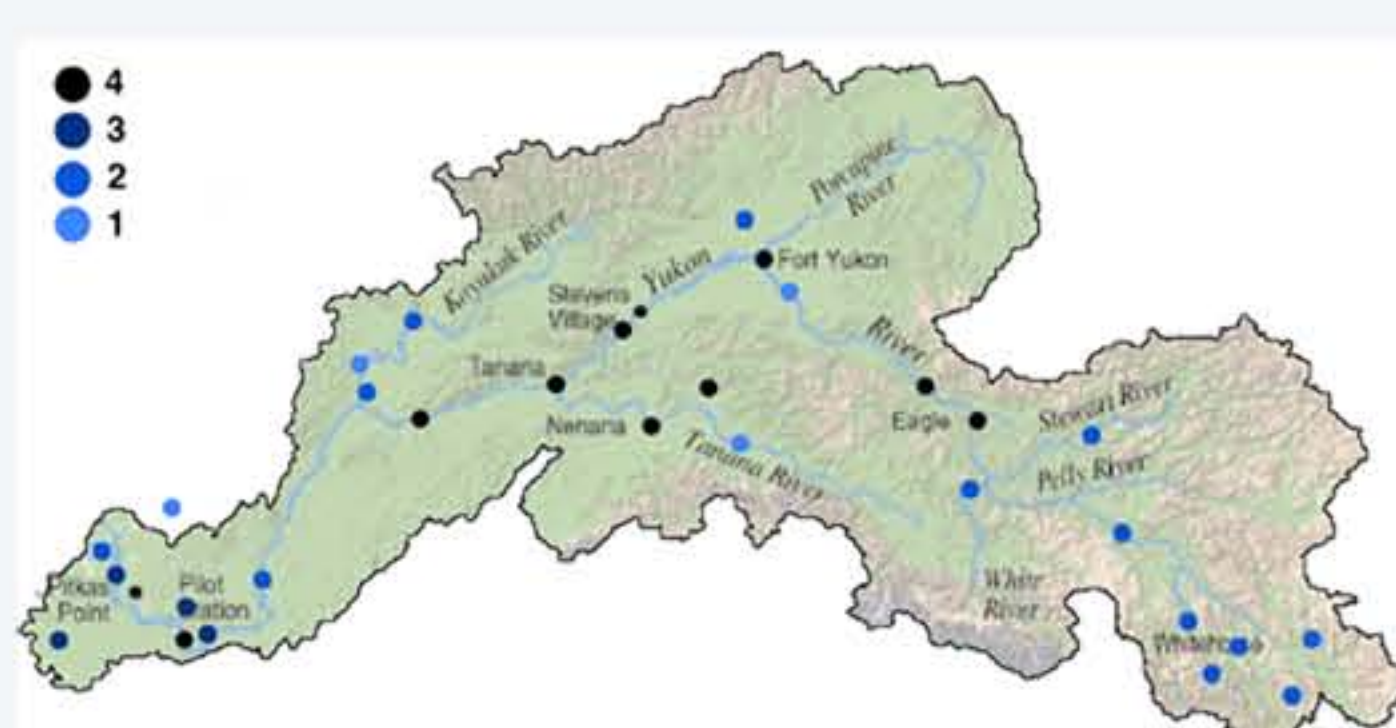 4
3
2
1
Porcupine
River
Koyukuk River
Yukon
Fort Yukon
Stevens
Village
River
Tanana
Stewart River
Eagle
Nenana
Tanana River
Pelly River
Pitkas
Point
Pilot
Station
White
River
Whitehorse